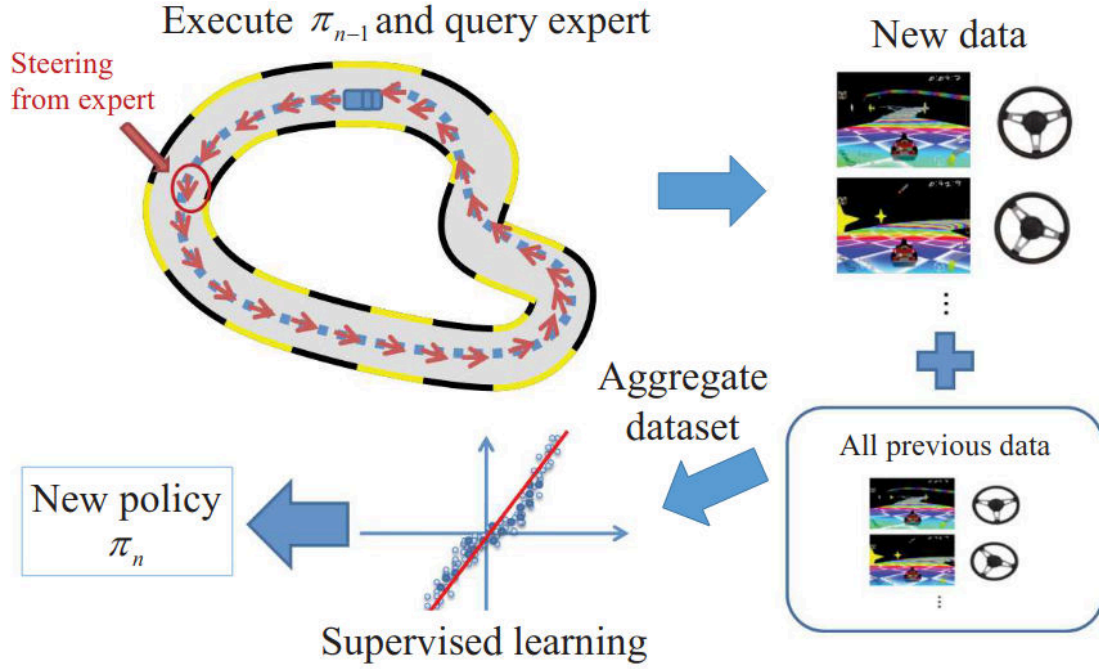 Execute π_{n−1} and query expert
New data
Steering
from expert
Aggregate
dataset
All previous data
New policy
π_n
Supervised learning